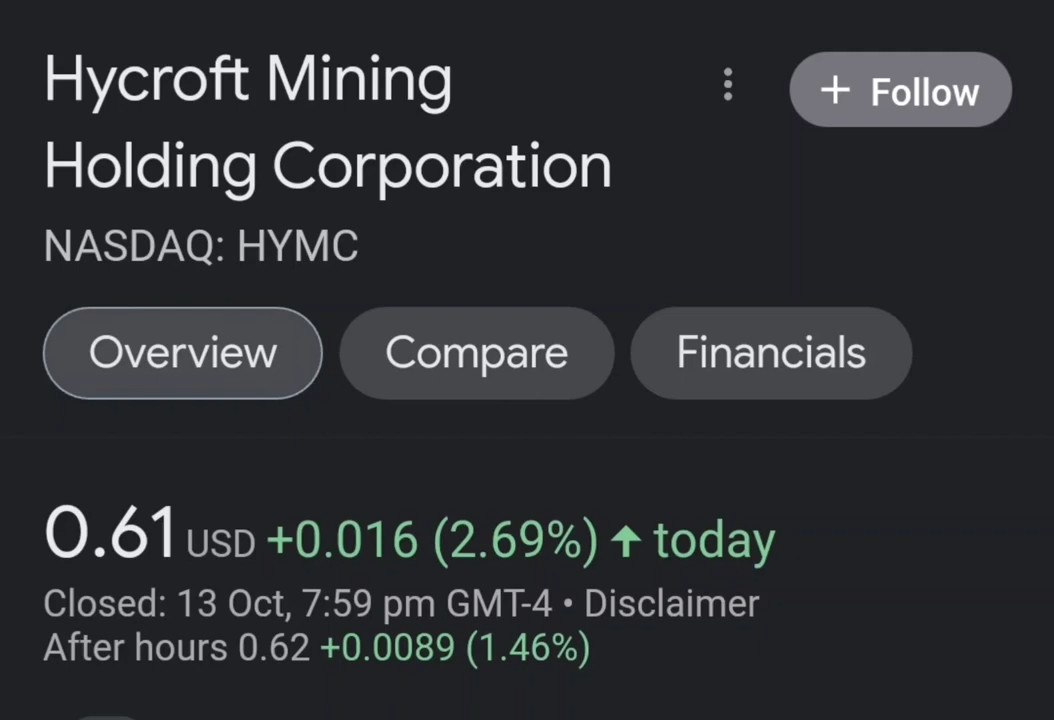 Hycroft Mining
Holding Corporation
+ Follow
NASDAQ: HYMC
Overview
Compare
Financials
0.61 USD +0.016 (2.69%) ↑ today
Closed: 13 Oct, 7:59 pm GMT-4 • Disclaimer
After hours 0.62 +0.0089 (1.46%)